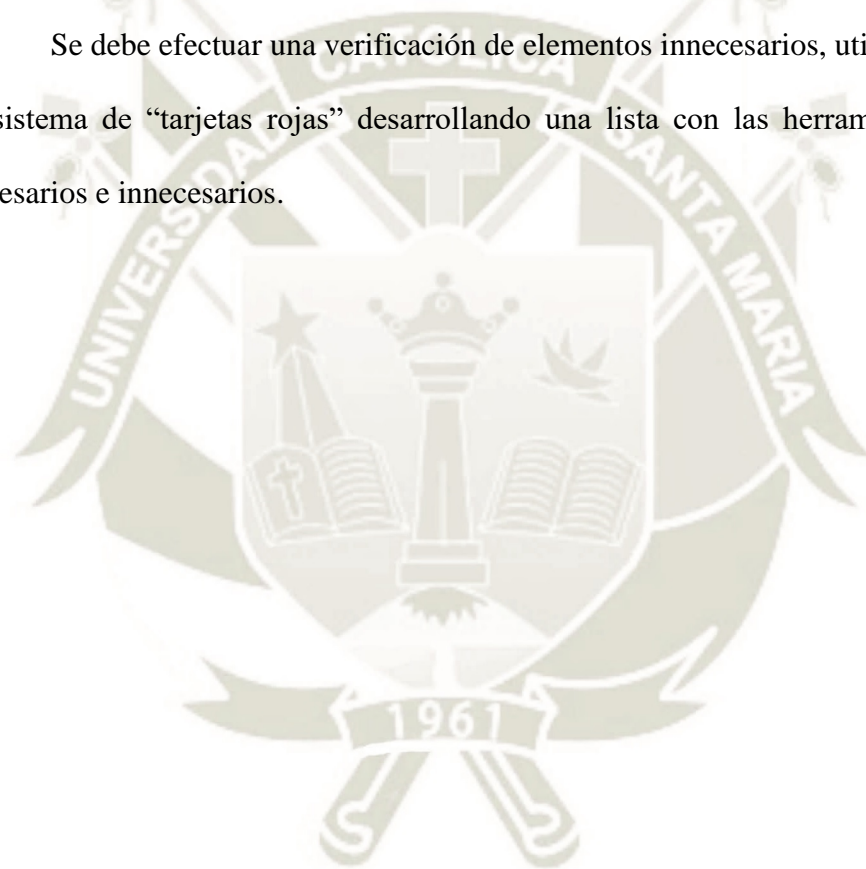 Se debe efectuar una verificación de elementos innecesarios, uti
sistema de “tarjetas rojas” desarrollando una lista con las herram
esarios e innecesarios.
UNIVERSIDAD CATOLICA SANTA MARIA
1961